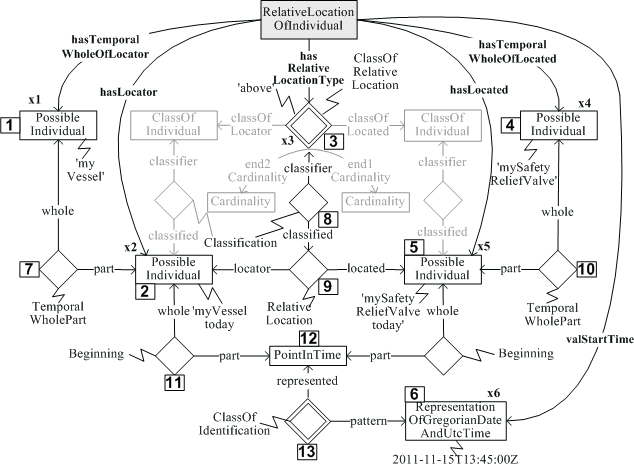 RelativeLocation
OfIndividual
hasTemporal
WholeOfLocator
hasLocator
has
Relative
LocationType
ClassOf
Relative
Location
'above'
hasTemporal
WholeOfLocated
hasLocated
x1
Possible
Individual
1
'my
Vessel'
ClassOf
Individual
classOf
Locator
x3
3
classOf
Located
ClassOf
Individual
x4
Possible
Individual
4
'mySafety
ReliefValve'
classifier
end2
Cardinality
classifier
end1
Cardinality
classifier
Cardinality
Cardinality
whole
8
whole
classified
Classification
classified
classified
x2
Possible
Individual
2
5
x5
Possible
Individual
7
part
locator
located
part
10
9
Temporal
WholePart
whole
'myVessel
today'
Relative
Location
'mySafety
ReliefValve
today'
whole
Temporal
WholePart
valStartTime
12
Beginning
part
PointInTime
part
Beginning
11
represented
6
x6
ClassOf
Identification
pattern
Representation
OfGregorianDate
AndUtcTime
13
2011-11-15T13:45:00Z